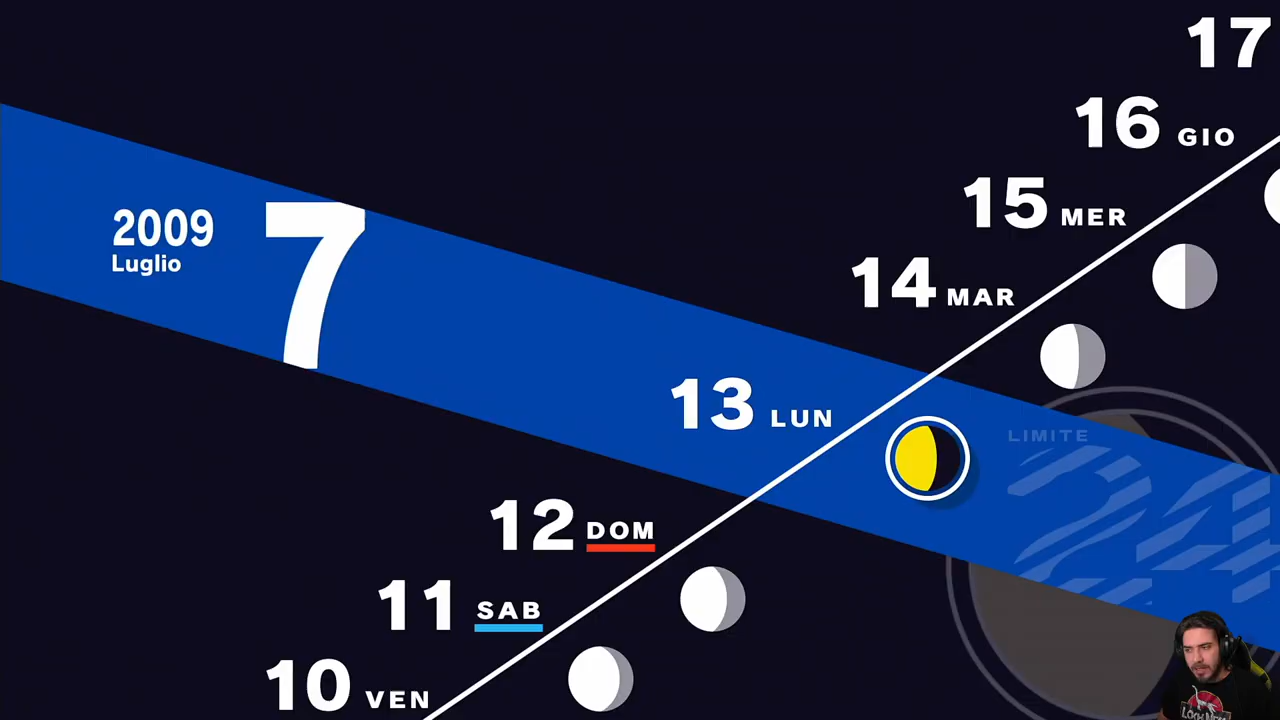 17
16 GIO
15 MER
14 MAR
2009
Luglio
7
13 LUN
LIMITE
24
12 DOM
11 SAB
10 VEN